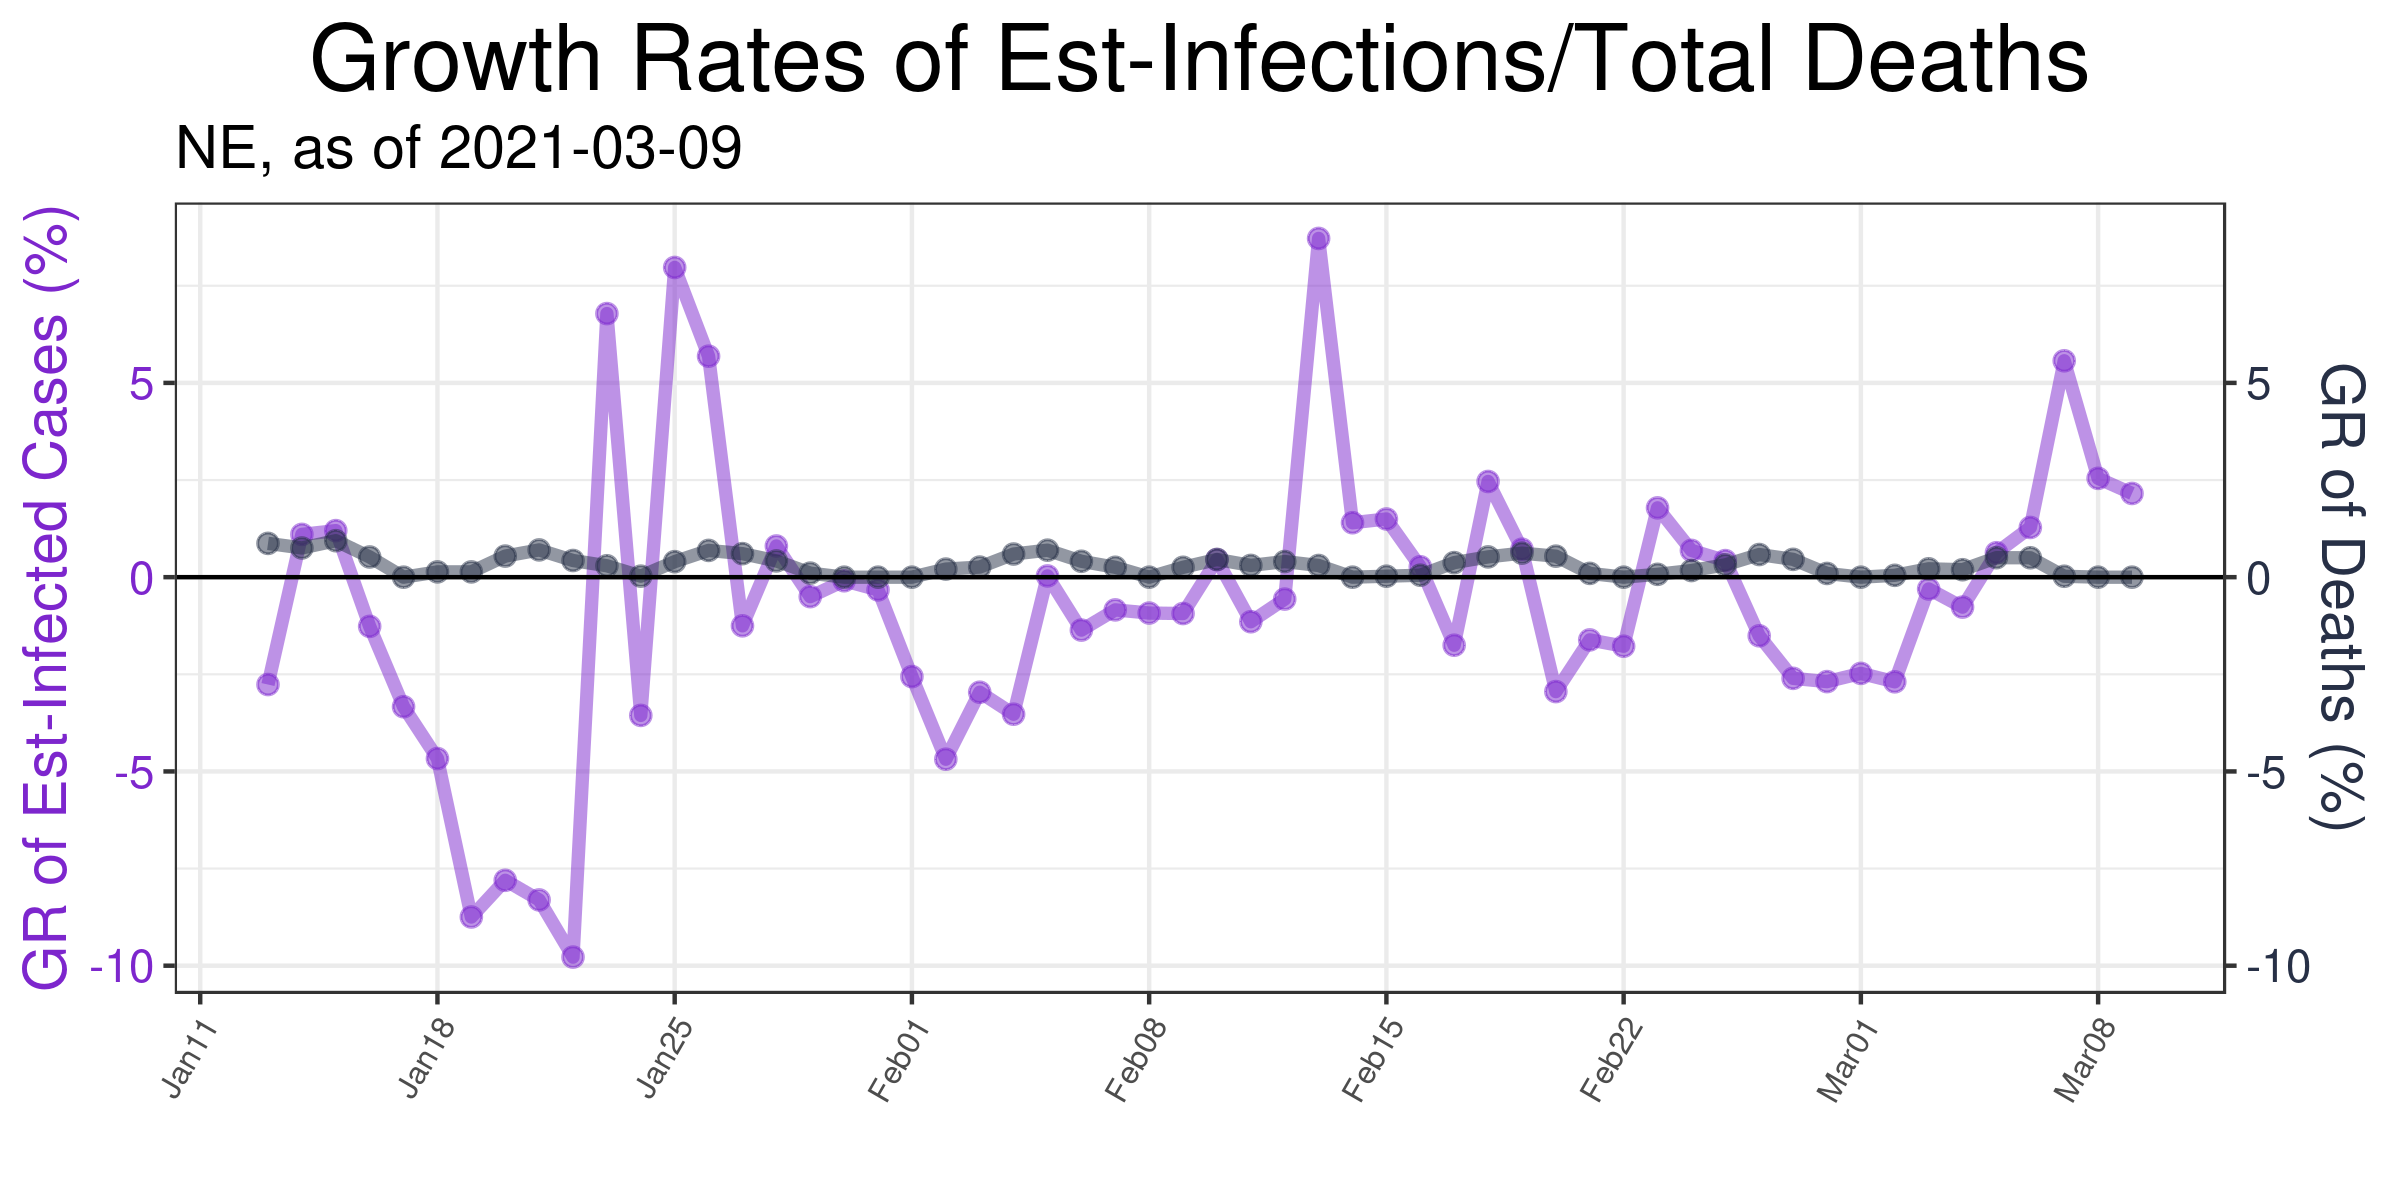 Growth Rates of Est-Infections/Total Deaths
NE, as of 2021-03-09
GR of Est-Infected Cases (%)
5
0
-5
-10
5
0
-5
-10
GR of Deaths (%)
Jan11
Jan18
Jan25
Feb01
Feb08
Feb15
Feb22
Mar01
Mar08